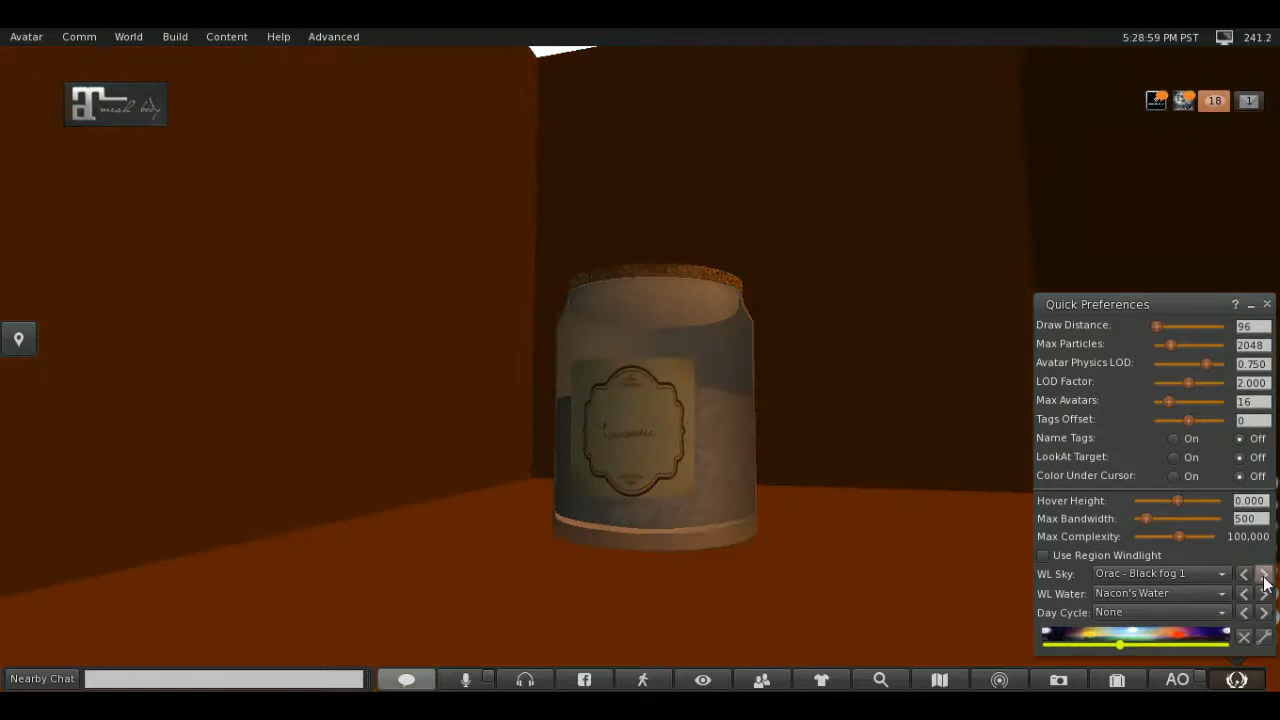 Avatar Comm World Build Content Help Advanced 5:28:59 PM PST 241.2
mesh body
18 1
Quick Preferences ?
Draw Distance: 96
Max Particles: 2048
Avatar Physics LOD: 0.750
LOD Factor: 2.000
Max Avatars: 16
Tags Offset: 0
Name Tags: On Off
LookAt Target: On Off
Color Under Cursor: On Off
Hover Height: 0.000
Max Bandwidth: 500
Max Complexity: 100,000
Use Region Windlight
WL Sky: Orac - Black fog 1
WL Water: Nacon's Water
Day Cycle: None
Nearby Chat AO